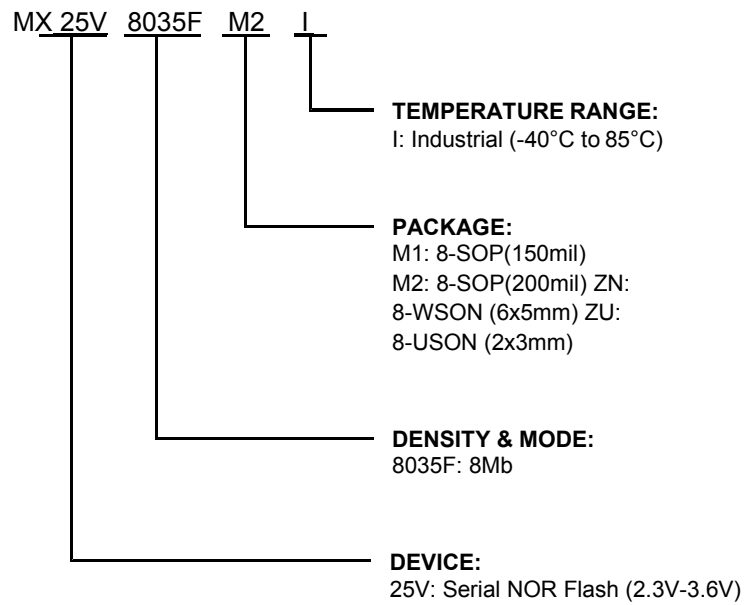 MX 25V 8035F M2 I
TEMPERATURE RANGE:
I: Industrial (-40°C to 85°C)
PACKAGE:
M1: 8-SOP(150mil)
M2: 8-SOP(200mil) ZN:
8-WSON (6x5mm) ZU:
8-USON (2x3mm)
DENSITY & MODE:
8035F: 8Mb
DEVICE:
25V: Serial NOR Flash (2.3V-3.6V)